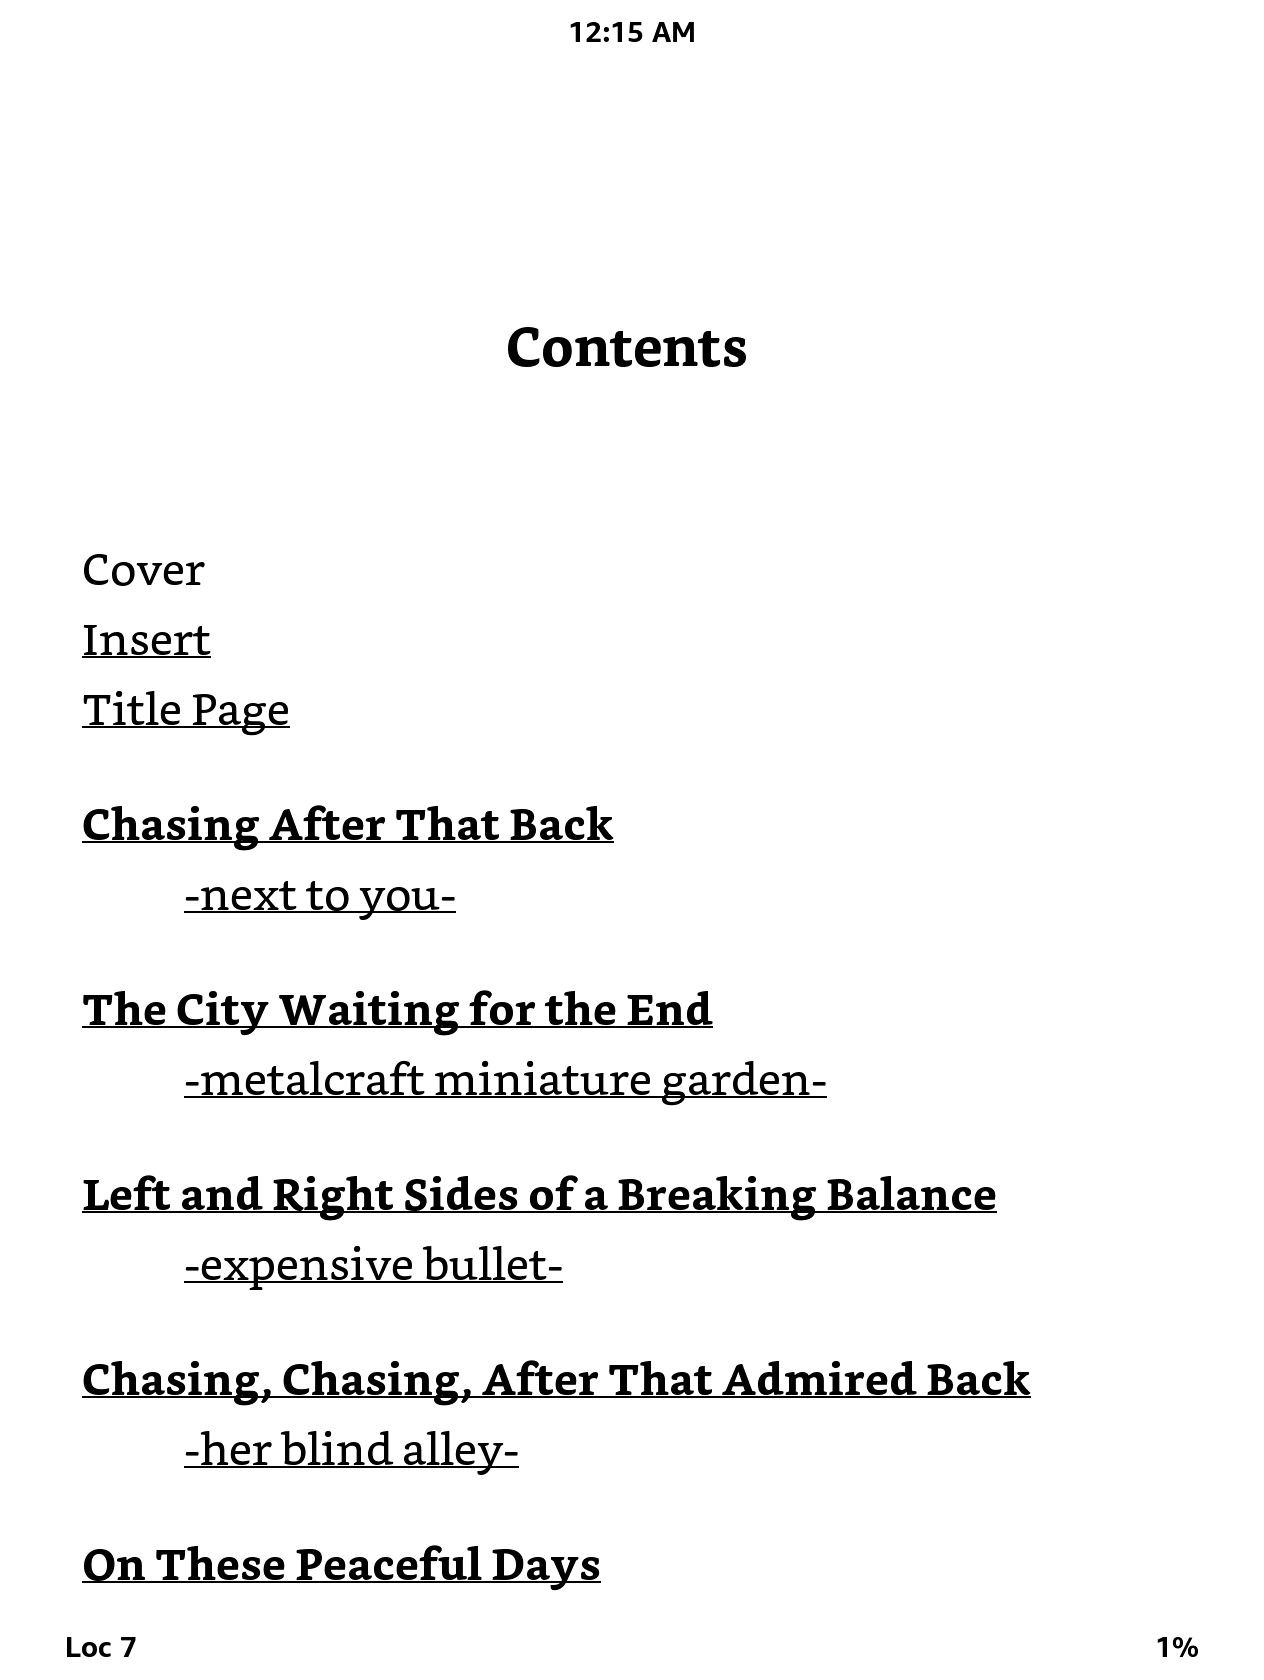 12:15 AM
Contents
Cover
Insert
Title Page
Chasing After That Back
-next to you-
The City Waiting for the End
-metalcraft miniature garden-
Left and Right Sides of a Breaking Balance
-expensive bullet-
Chasing, Chasing, After That Admired Back
-her blind alley-
On These Peaceful Days
Loc 7
1%